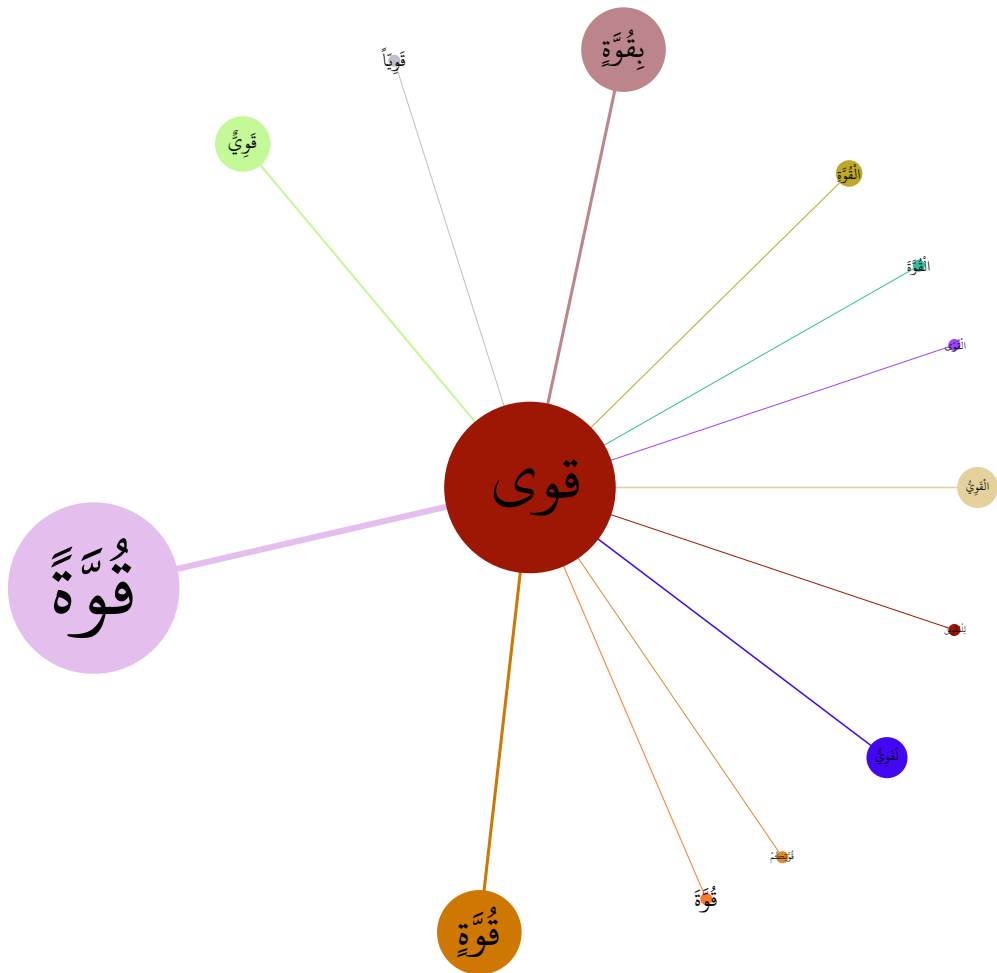 بِقُوَّةٍ
قَوِيّاً
قَوِيٌّ
الْقُوَّةِ
الْقُوَّةَ
الْقُوَى
قوى
الْقَوِيُّ
قُوَّةً
لَقَوِيٌّ
قُوَّتِكُمْ
قُوَّةَ
قُوَّةٍ